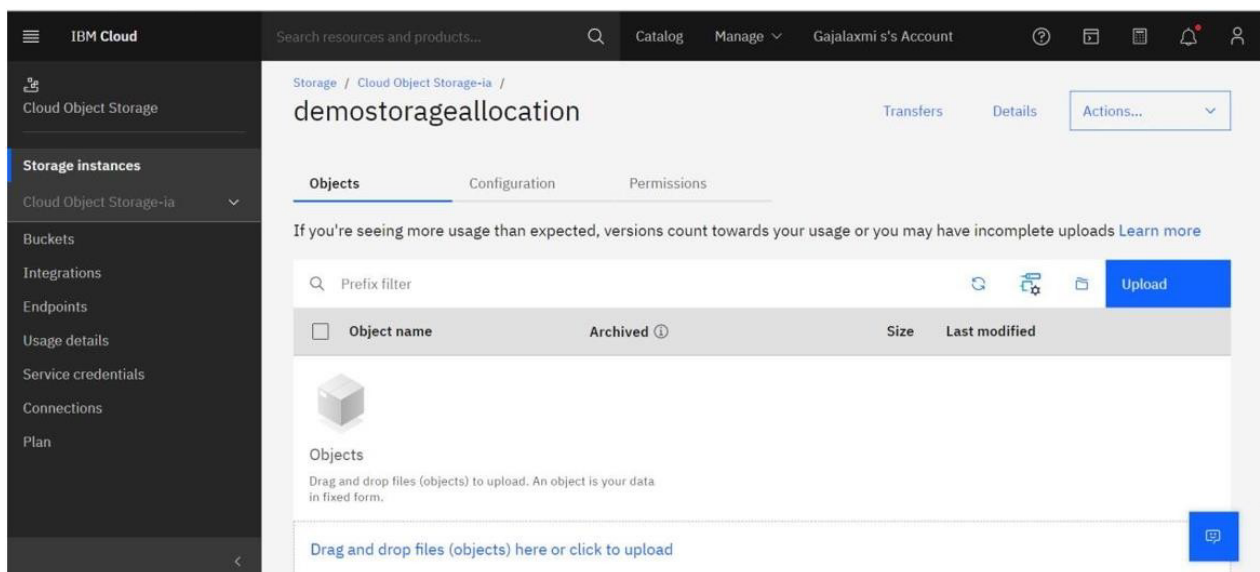 IBM Cloud
Search resources and products...
Catalog
Manage
Gajalaxmi s's Account
Cloud Object Storage
Storage instances
Cloud Object Storage-ia
Buckets
Integrations
Endpoints
Usage details
Service credentials
Connections
Plan
Storage / Cloud Object Storage-ia /
demostorageallocation
Transfers
Details
Actions...
Objects
Configuration
Permissions
If you're seeing more usage than expected, versions count towards your usage or you may have incomplete uploads Learn more
Prefix filter
Upload
Object name
Archived
Size
Last modified
Objects
Drag and drop files (objects) to upload. An object is your data
in fixed form.
Drag and drop files (objects) here or click to upload